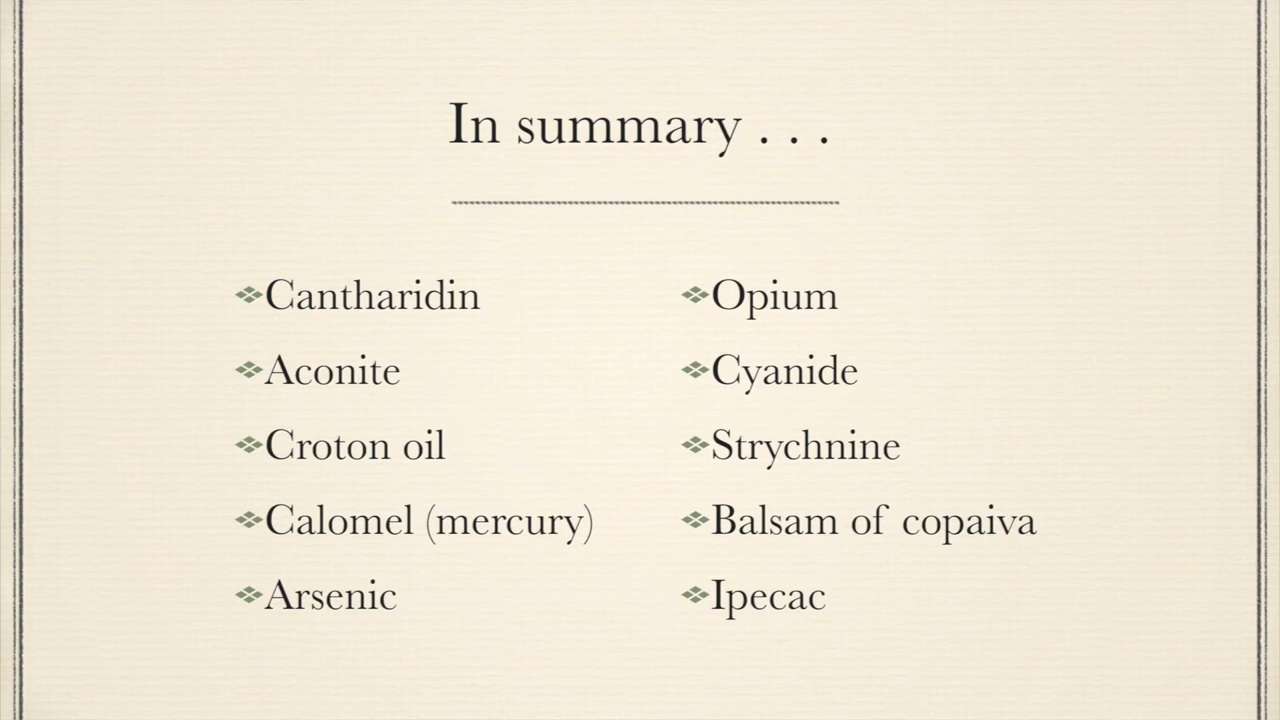 In summary . . .
Cantharidin
Aconite
Croton oil
Calomel (mercury)
Arsenic
Opium
Cyanide
Strychnine
Balsam of copaiva
Ipecac